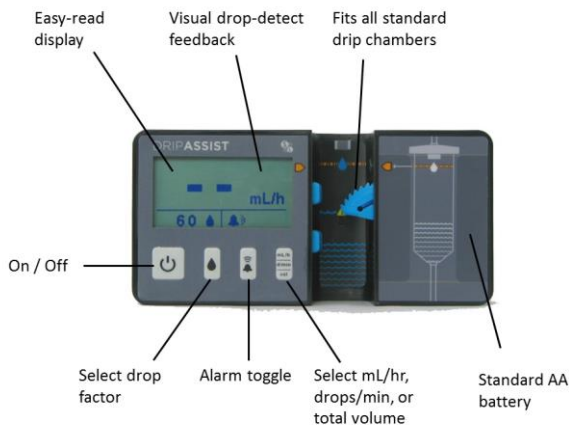 Easy-read
display
Visual drop-detect
feedback
Fits all standard
drip chambers
DRIPASSIST
mL/h
60
On / Off
mL/h
Select drop
factor
Alarm toggle
Select mL/hr,
drops/min, or
total volume
Standard AA
battery